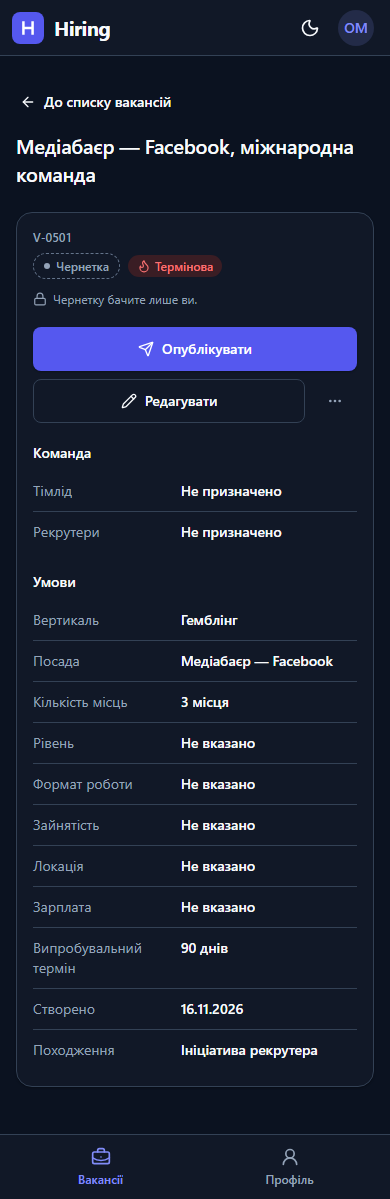 H Hiring OM
До списку вакансій
Медіабаєр — Facebook, міжнародна
команда
V-0501
Чернетка Термінова
Чернетку бачите лише ви.
Опублікувати
Редагувати ···
Команда
Тімлід Не призначено
Рекрутери Не призначено
Умови
Вертикаль Гемблінг
Посада Медіабаєр — Facebook
Кількість місць 3 місця
Рівень Не вказано
Формат роботи Не вказано
Зайнятість Не вказано
Локація Не вказано
Зарплата Не вказано
Випробувальний 90 днів
термін
Створено 16.11.2026
Походження Ініціатива рекрутера
Вакансії Профіль